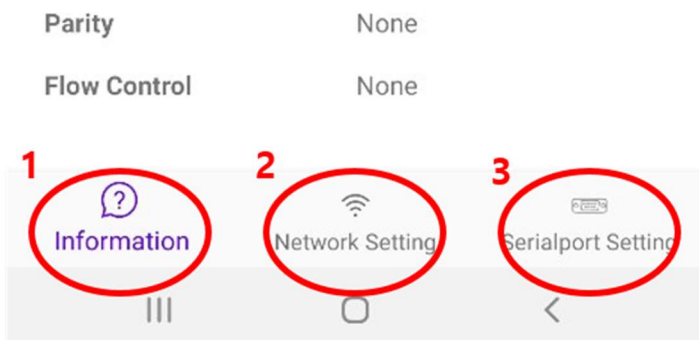 Parity None
Flow Control None
1 2 3
?
Information Network Setting Serialport Setting